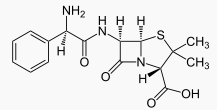 NH₂
H H H
N S
CH₃
O O N CH₃
H
O OH